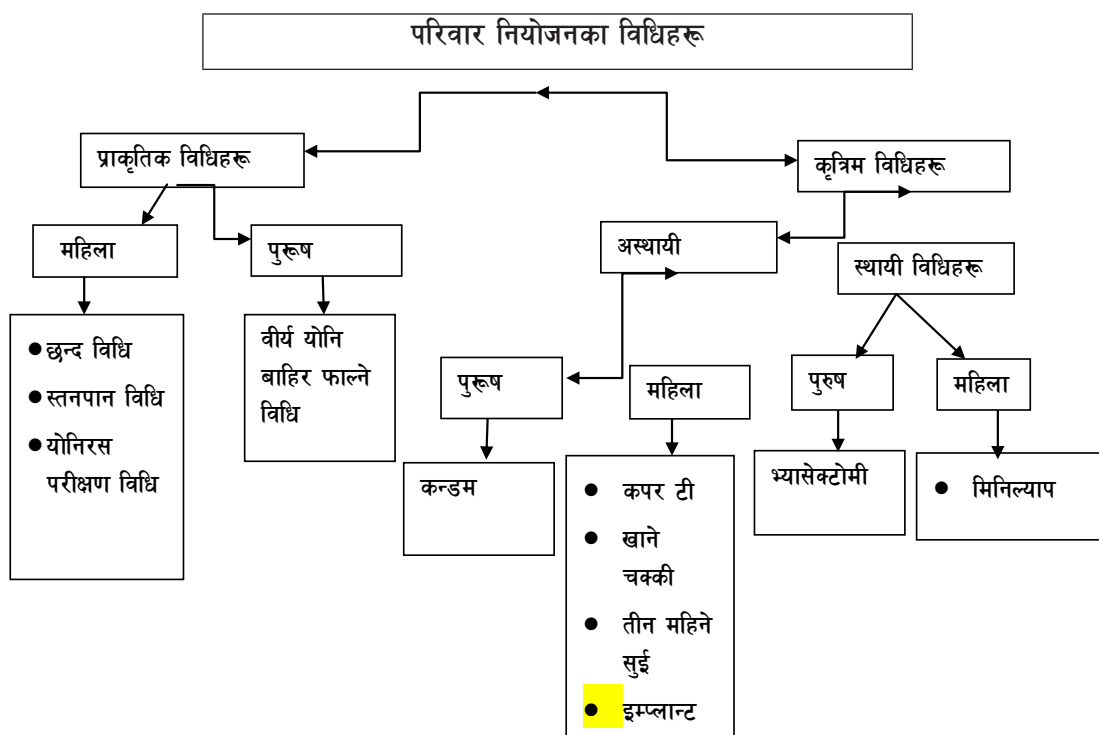 परिवार नियोजनका विधिहरू
प्राकृतिक विधिहरू
कृत्रिम विधिहरू
महिला
पुरूष
अस्थायी
स्थायी विधिहरू
● छन्द विधि
● स्तनपान विधि
● योनिरस
परीक्षण विधि
वीर्य योनि
बाहिर फाल्ने
विधि
पुरूष
महिला
पुरुष
महिला
कन्डम
● कपर टी
● खाने
चक्की
● तीन महिने
सुई
● इम्प्लान्ट
भ्यासेक्टोमी
● मिनिल्याप